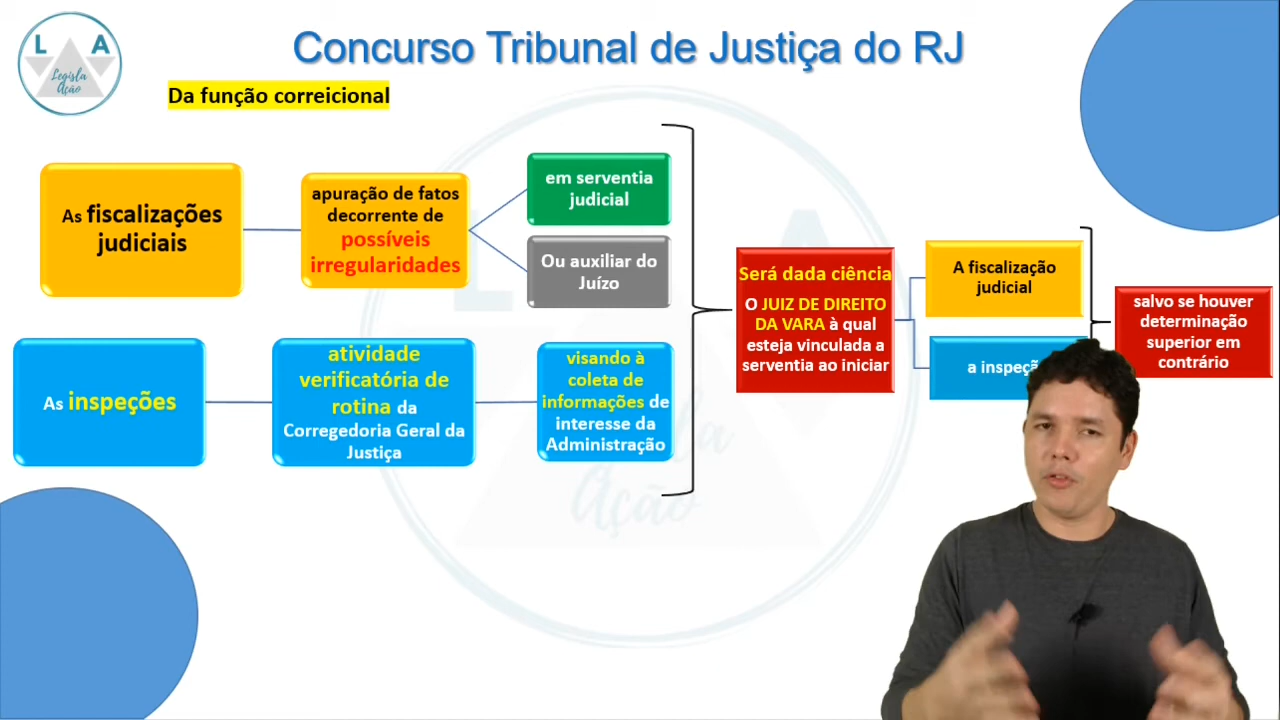 L A
Legisla
Ação
Concurso Tribunal de Justiça do RJ
Da função correicional
As fiscalizações
judiciais
apuração de fatos
decorrente de
possíveis
irregularidades
em serventia
judicial
Ou auxiliar do
Juízo
As inspeções
atividade
verificatória de
rotina da
Corregedoria Geral da
Justiça
visando à
coleta de
informações de
interesse da
Administração
Será dada ciência
O JUIZ DE DIREITO
DA VARA à qual
esteja vinculada a
serventia ao iniciar
A fiscalização
judicial
a inspeçã
salvo se houver
determinação
superior em
contrário
L A
Legisla
Ação